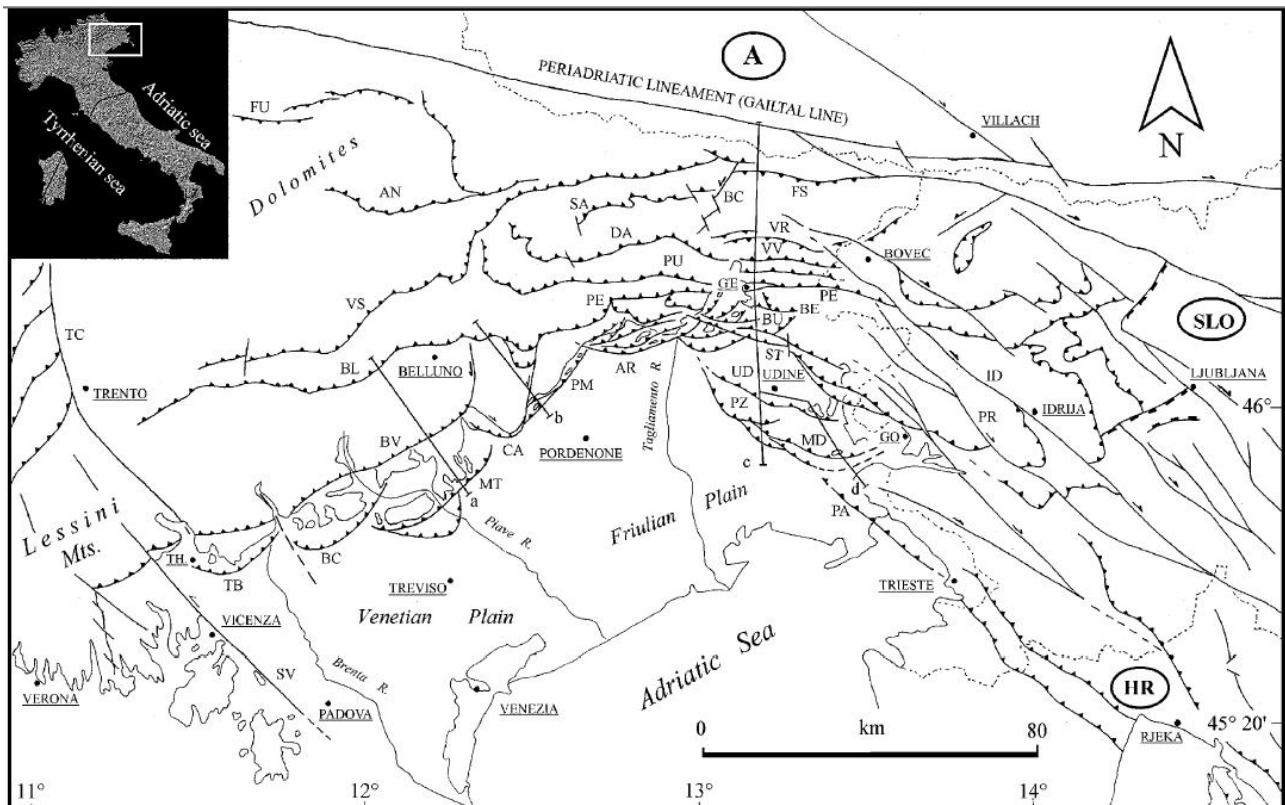 Adriatic sea
Tyrrhenian sea
A
PERIADRIATIC LINEAMENT (GAILTAL LINE)
VILLACH
N
FU
Dolomites
AN
SA
BC
FS
DA
VR
VV
BOVEC
PU
GE
PE
PE
BE
VS
BU
SLO
TC
ST
LJUBLJANA
BL
BELLUNO
AR
UD
UDINE
ID
TRENTO
PM
Tagliamento R.
PZ
PR
IDRIJA
46°
b
BV
CA
PORDENONE
MD
GO
MT
a
c
d
Lessini
Mts.
Piave R.
Friulian Plain
PA
TH
TB
BC
TREVISO
TRIESTE
Venetian Plain
VICENZA
Adriatic Sea
SV
Brenta R.
VERONA
PADOVA
VENEZIA
HR
0 km 80
45° 20'
RJEKA
11° 12° 13° 14°